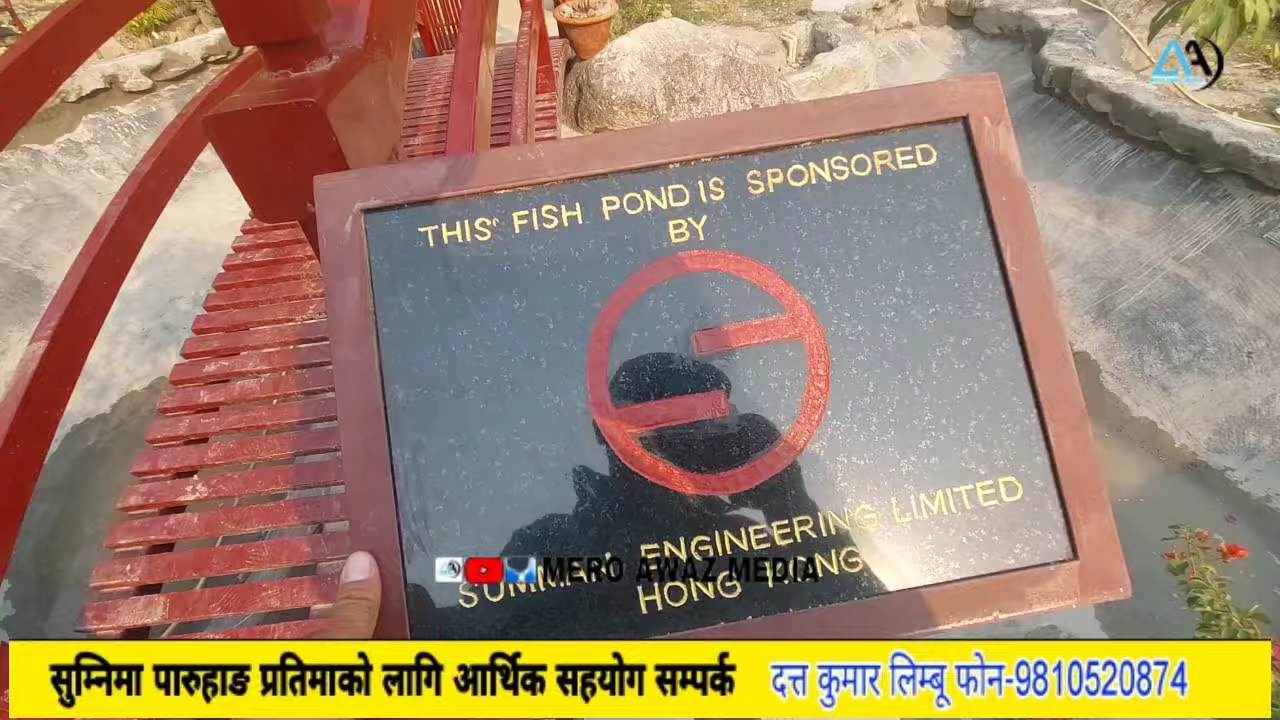 THIS FISH POND IS SPONSORED
BY
ENGINEERING LIMITED
HONG
MERO AWAZ MEDIA
सुम्निमा पारुहाङ प्रतिमाको लागि आर्थिक सहयोग सम्पर्क दत्त कुमार लिम्बू फोन-9810520874